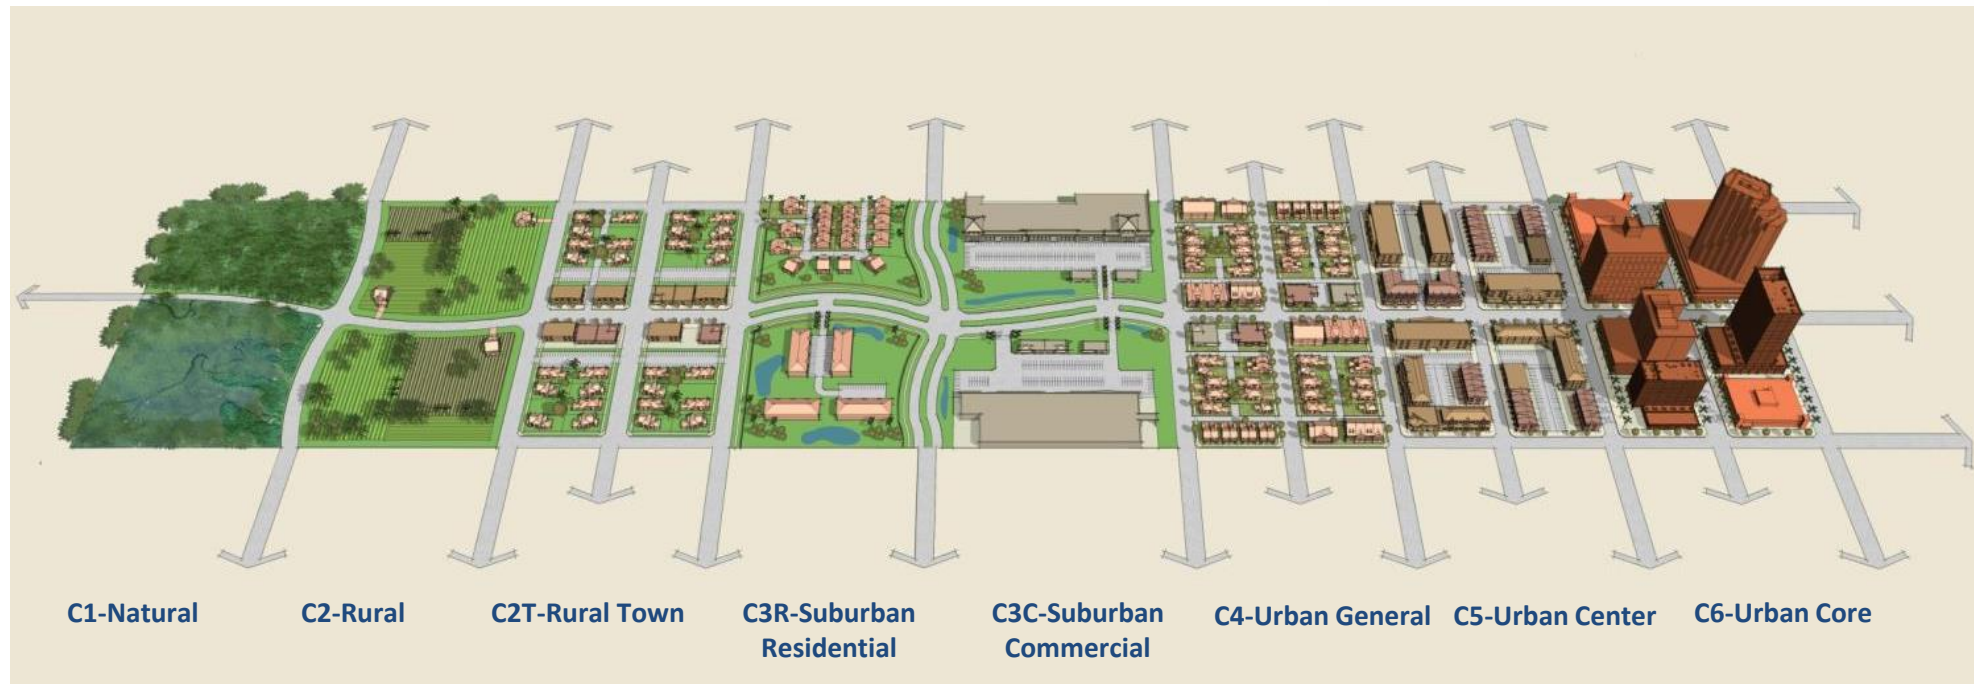 C1-Natural
C2-Rural
C2T-Rural Town
C3R-Suburban
Residential
C3C-Suburban
Commercial
C4-Urban General
C5-Urban Center
C6-Urban Core